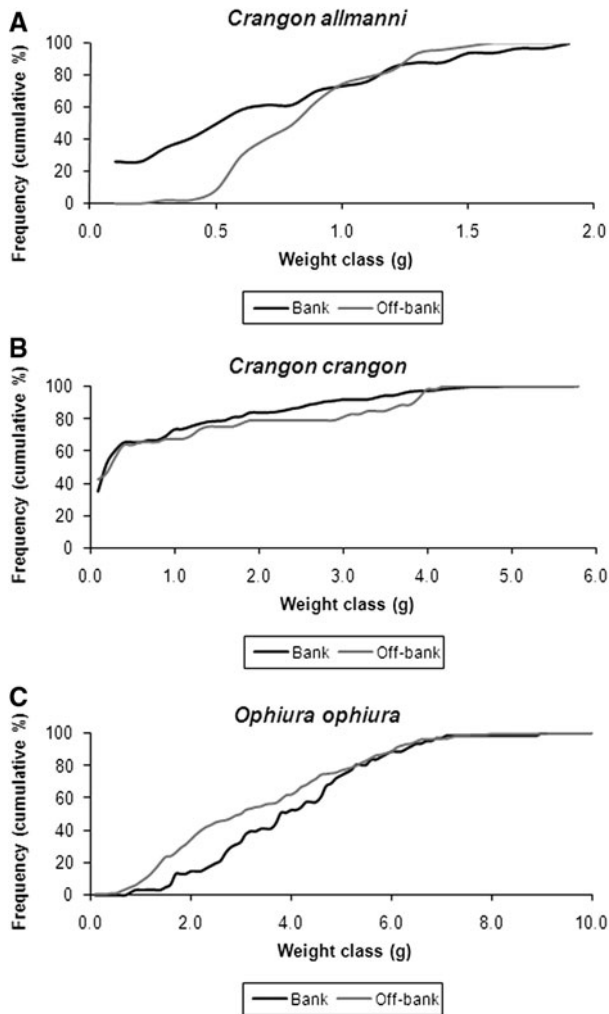 A
Crangon allmanni
Frequency (cumulative %)
100
80
60
40
20
0
0.0 0.5 1.0 1.5 2.0
Weight class (g)
Bank Off-bank
B
Crangon crangon
Frequency (cumulative %)
100
80
60
40
20
0
0.0 1.0 2.0 3.0 4.0 5.0 6.0
Weight class (g)
Bank Off-bank
C
Ophiura ophiura
Frequency (cumulative %)
100
80
60
40
20
0
0.0 2.0 4.0 6.0 8.0 10.0
Weight class (g)
Bank Off-bank